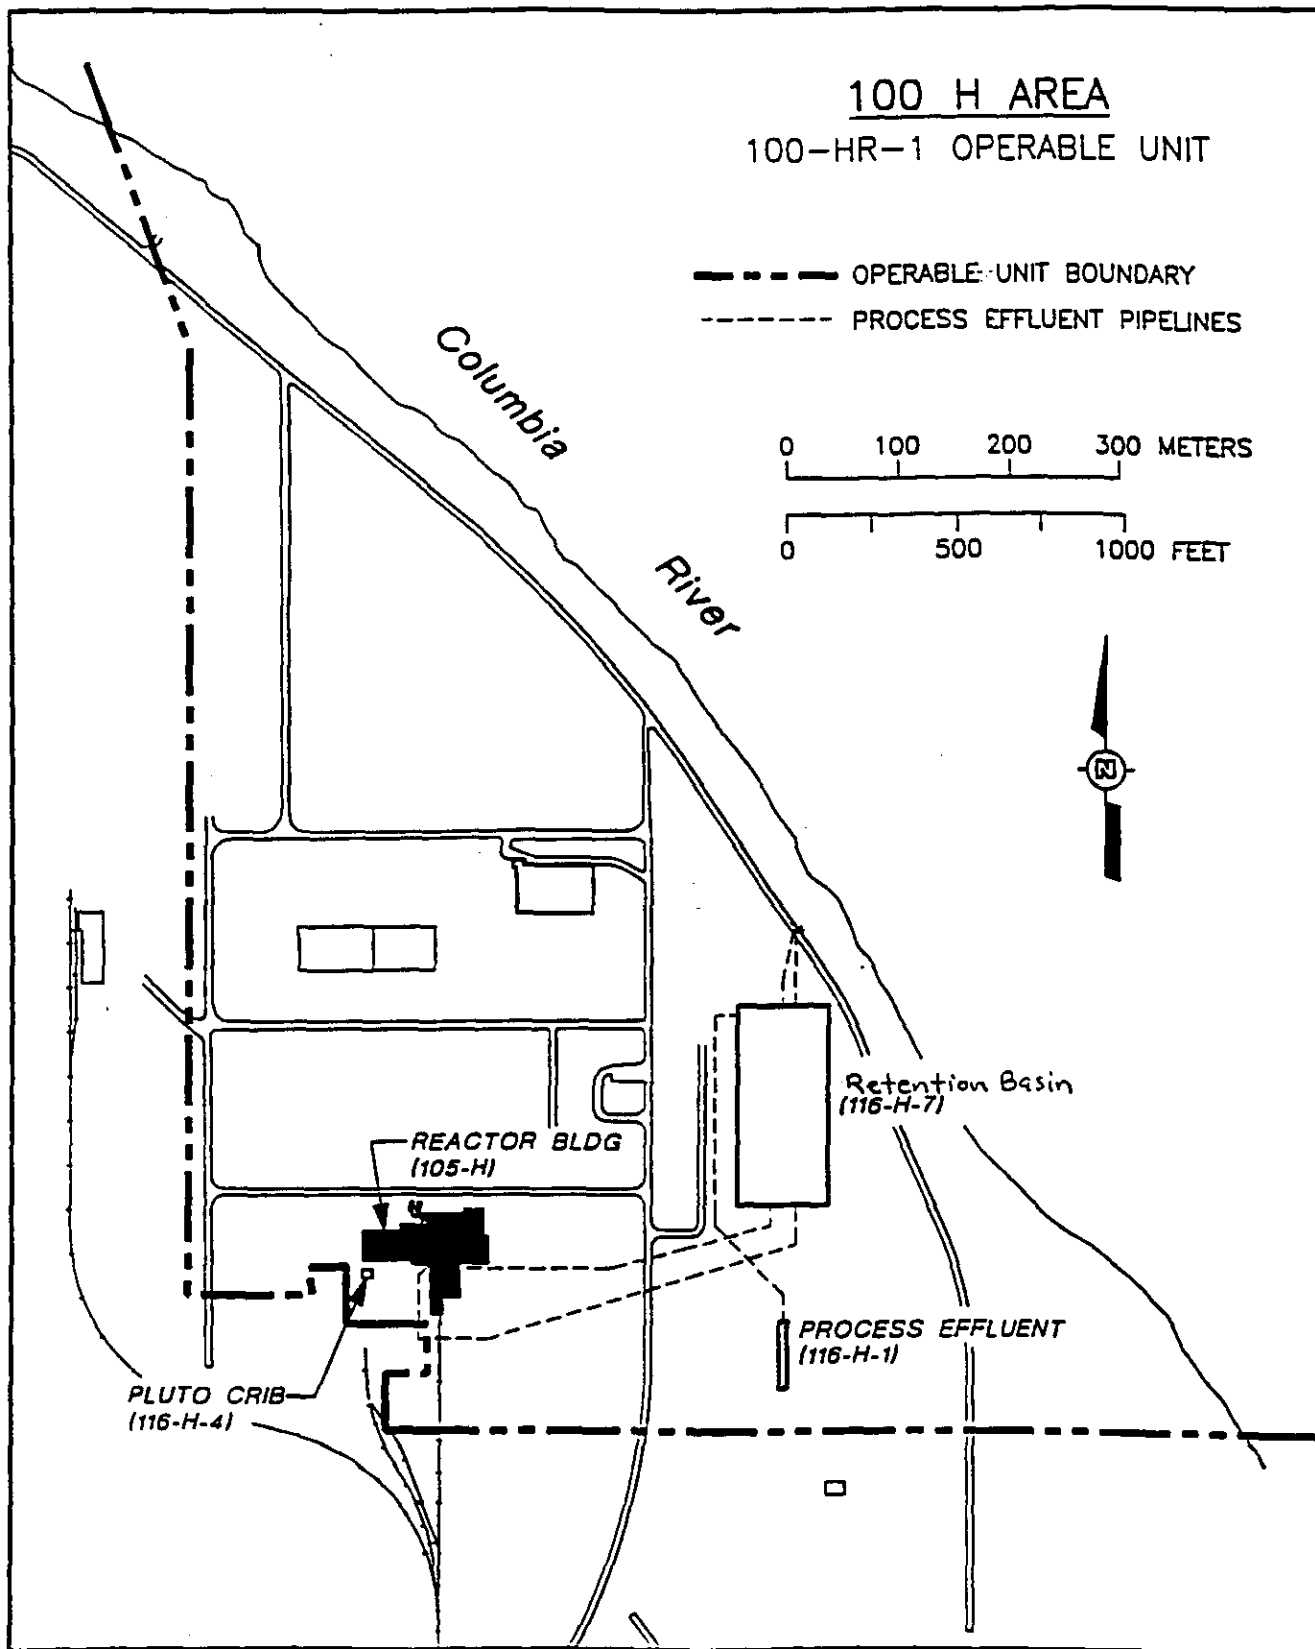 100 H AREA
100-HR-1 OPERABLE UNIT
OPERABLE UNIT BOUNDARY
PROCESS EFFLUENT PIPELINES
Columbia
River
0 100 200 300 METERS
0 500 1000 FEET
N
Retention Basin
(116-H-7)
REACTOR BLDG
(105-H)
PROCESS EFFLUENT
(116-H-1)
PLUTO CRIB
(116-H-4)